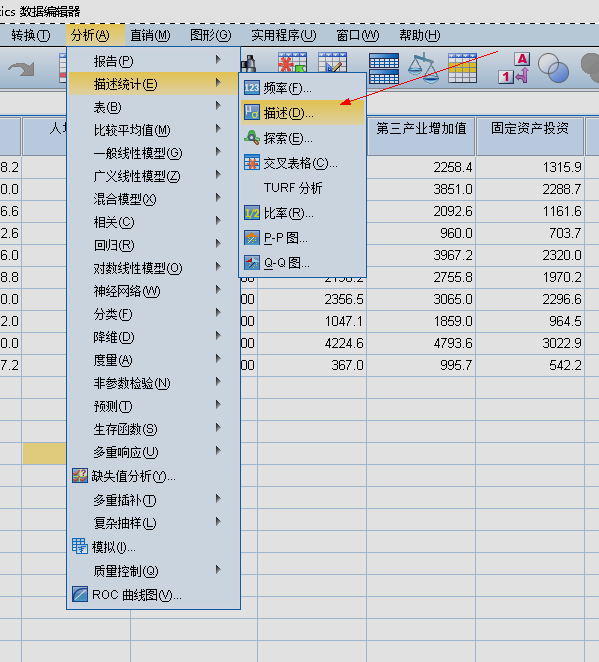 tics 数据编辑器
转换(T) 分析(A) 直销(M) 图形(G) 实用程序(U) 窗口(W) 帮助(H)
报告(P)
描述统计(E)
表(B)
比较平均值(M)
一般线性模型(G)
广义线性模型(Z)
混合模型(X)
相关(C)
回归(R)
对数线性模型(O)
神经网络(W)
分类(F)
降维(D)
度量(A)
非参数检验(N)
预测(T)
生存函数(S)
多重响应(U)
缺失值分析(Y)...
多重插补(T)
复杂抽样(L)
模拟(I)...
质量控制(Q)
ROC 曲线图(V)...
频率(F)...
描述(D)...
探索(E)...
交叉表格(C)...
TURF 分析
比率(R)...
P-P 图...
Q-Q 图...
第三产业增加值 固定资产投资
8.2 2258.4 1315.9
0.0 3851.0 2288.7
6.6 2092.6 1161.6
2.6 960.0 703.7
6.0 3967.2 2320.0
8.8 2755.8 1970.2
0.0 00 2356.5 3065.0 2296.6
2.0 00 1047.1 1859.0 964.5
0.0 00 4224.6 4793.6 3022.9
7.2 00 367.0 995.7 542.2